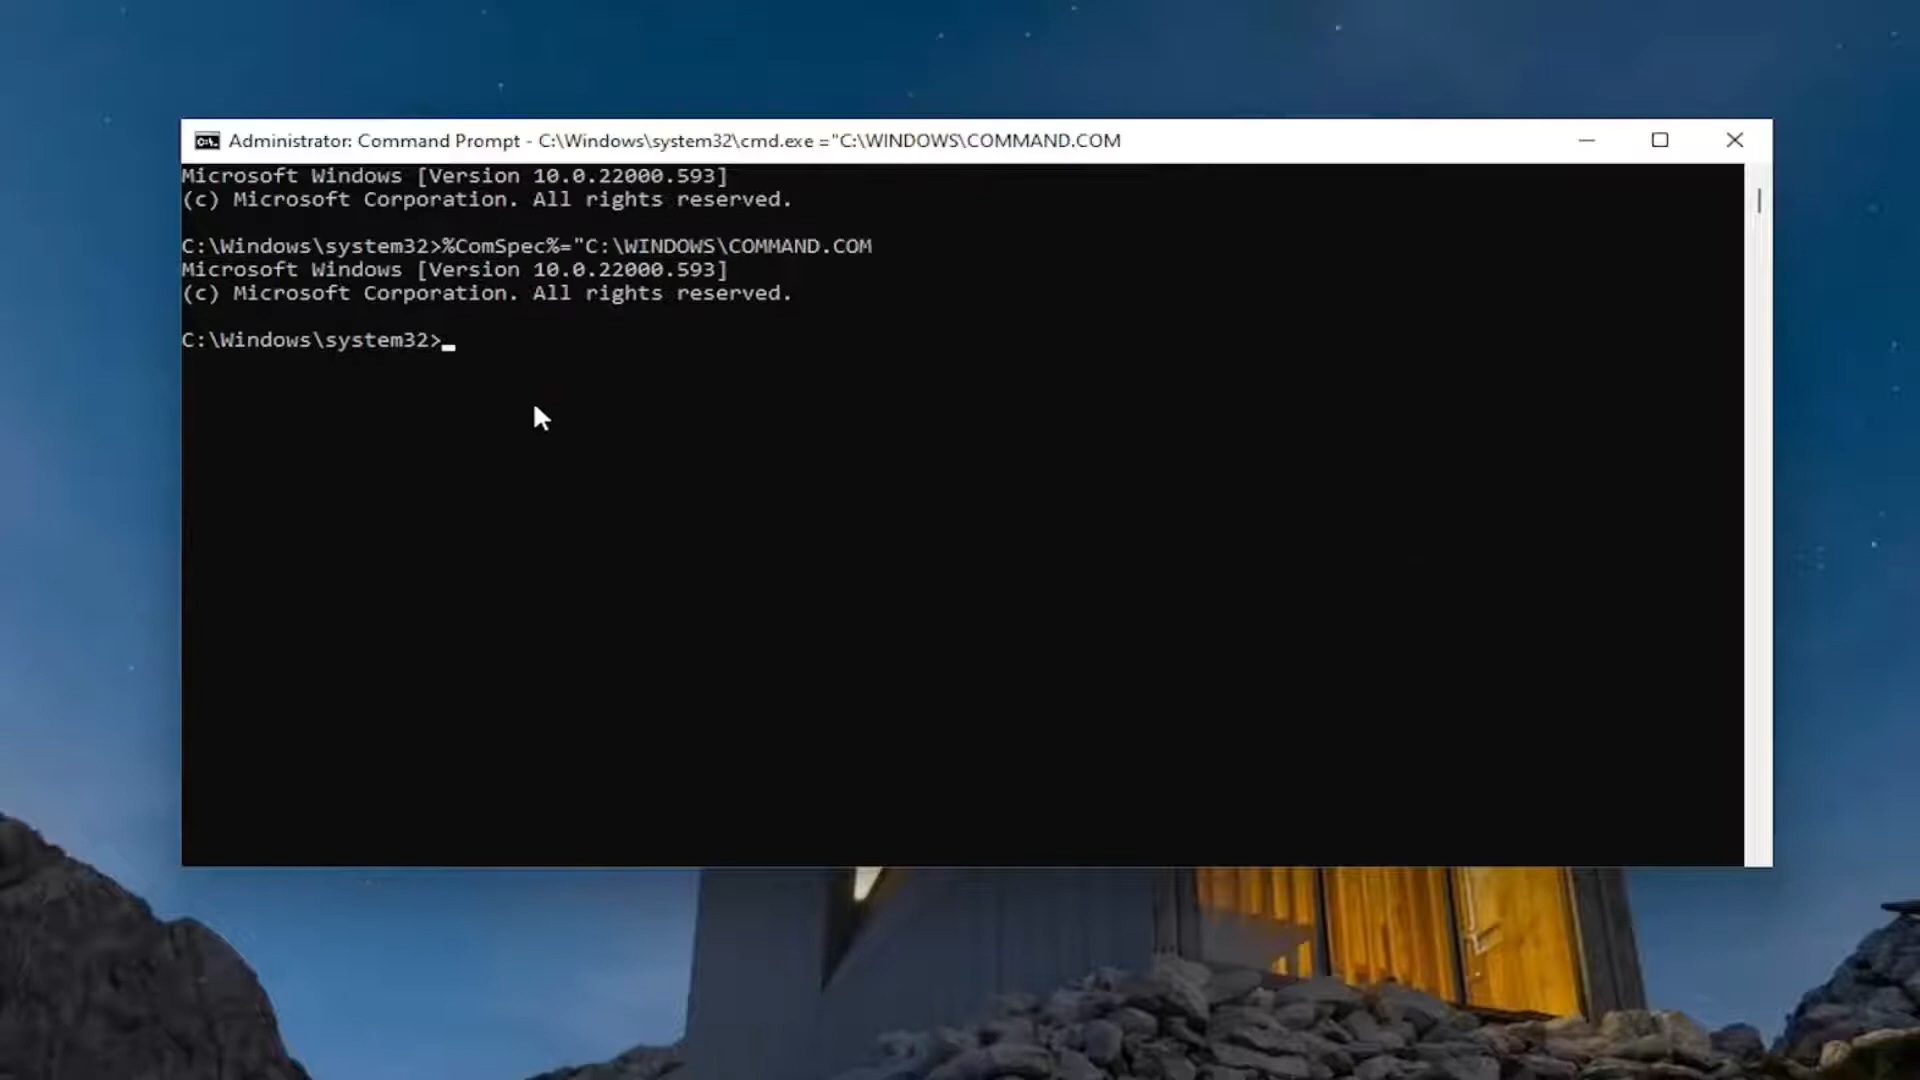 Administrator: Command Prompt - C:\Windows\system32\cmd.exe ="C:\WINDOWS\COMMAND.COM
Microsoft Windows [Version 10.0.22000.593]
(c) Microsoft Corporation. All rights reserved.
C:\Windows\system32>%ComSpec%="C:\WINDOWS\COMMAND.COM
Microsoft Windows [Version 10.0.22000.593]
(c) Microsoft Corporation. All rights reserved.
C:\Windows\system32>